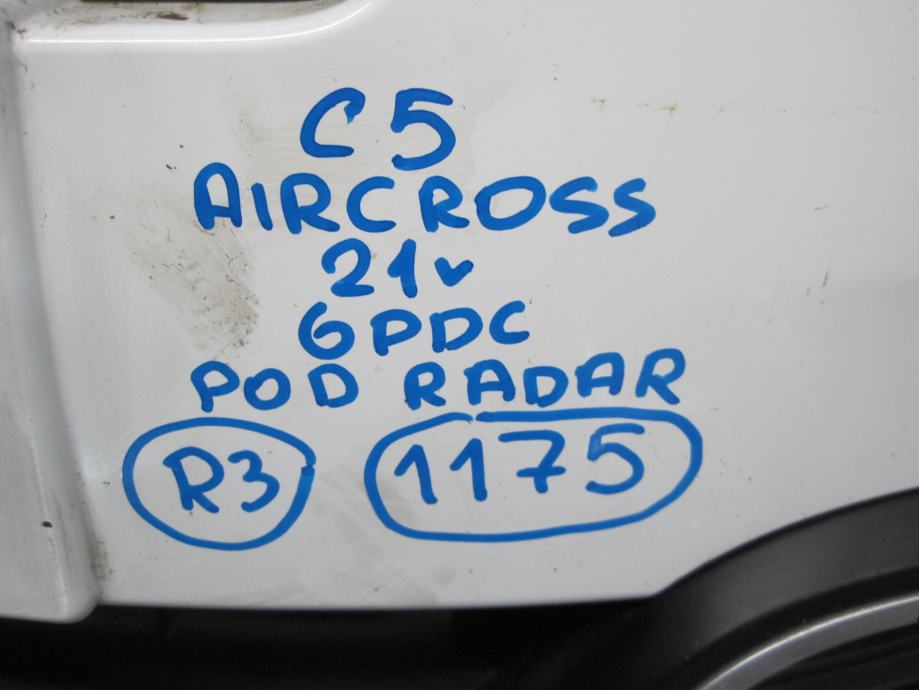 C5
AIRCROSS
21v
6PDC
POD RADAR
R3 1175